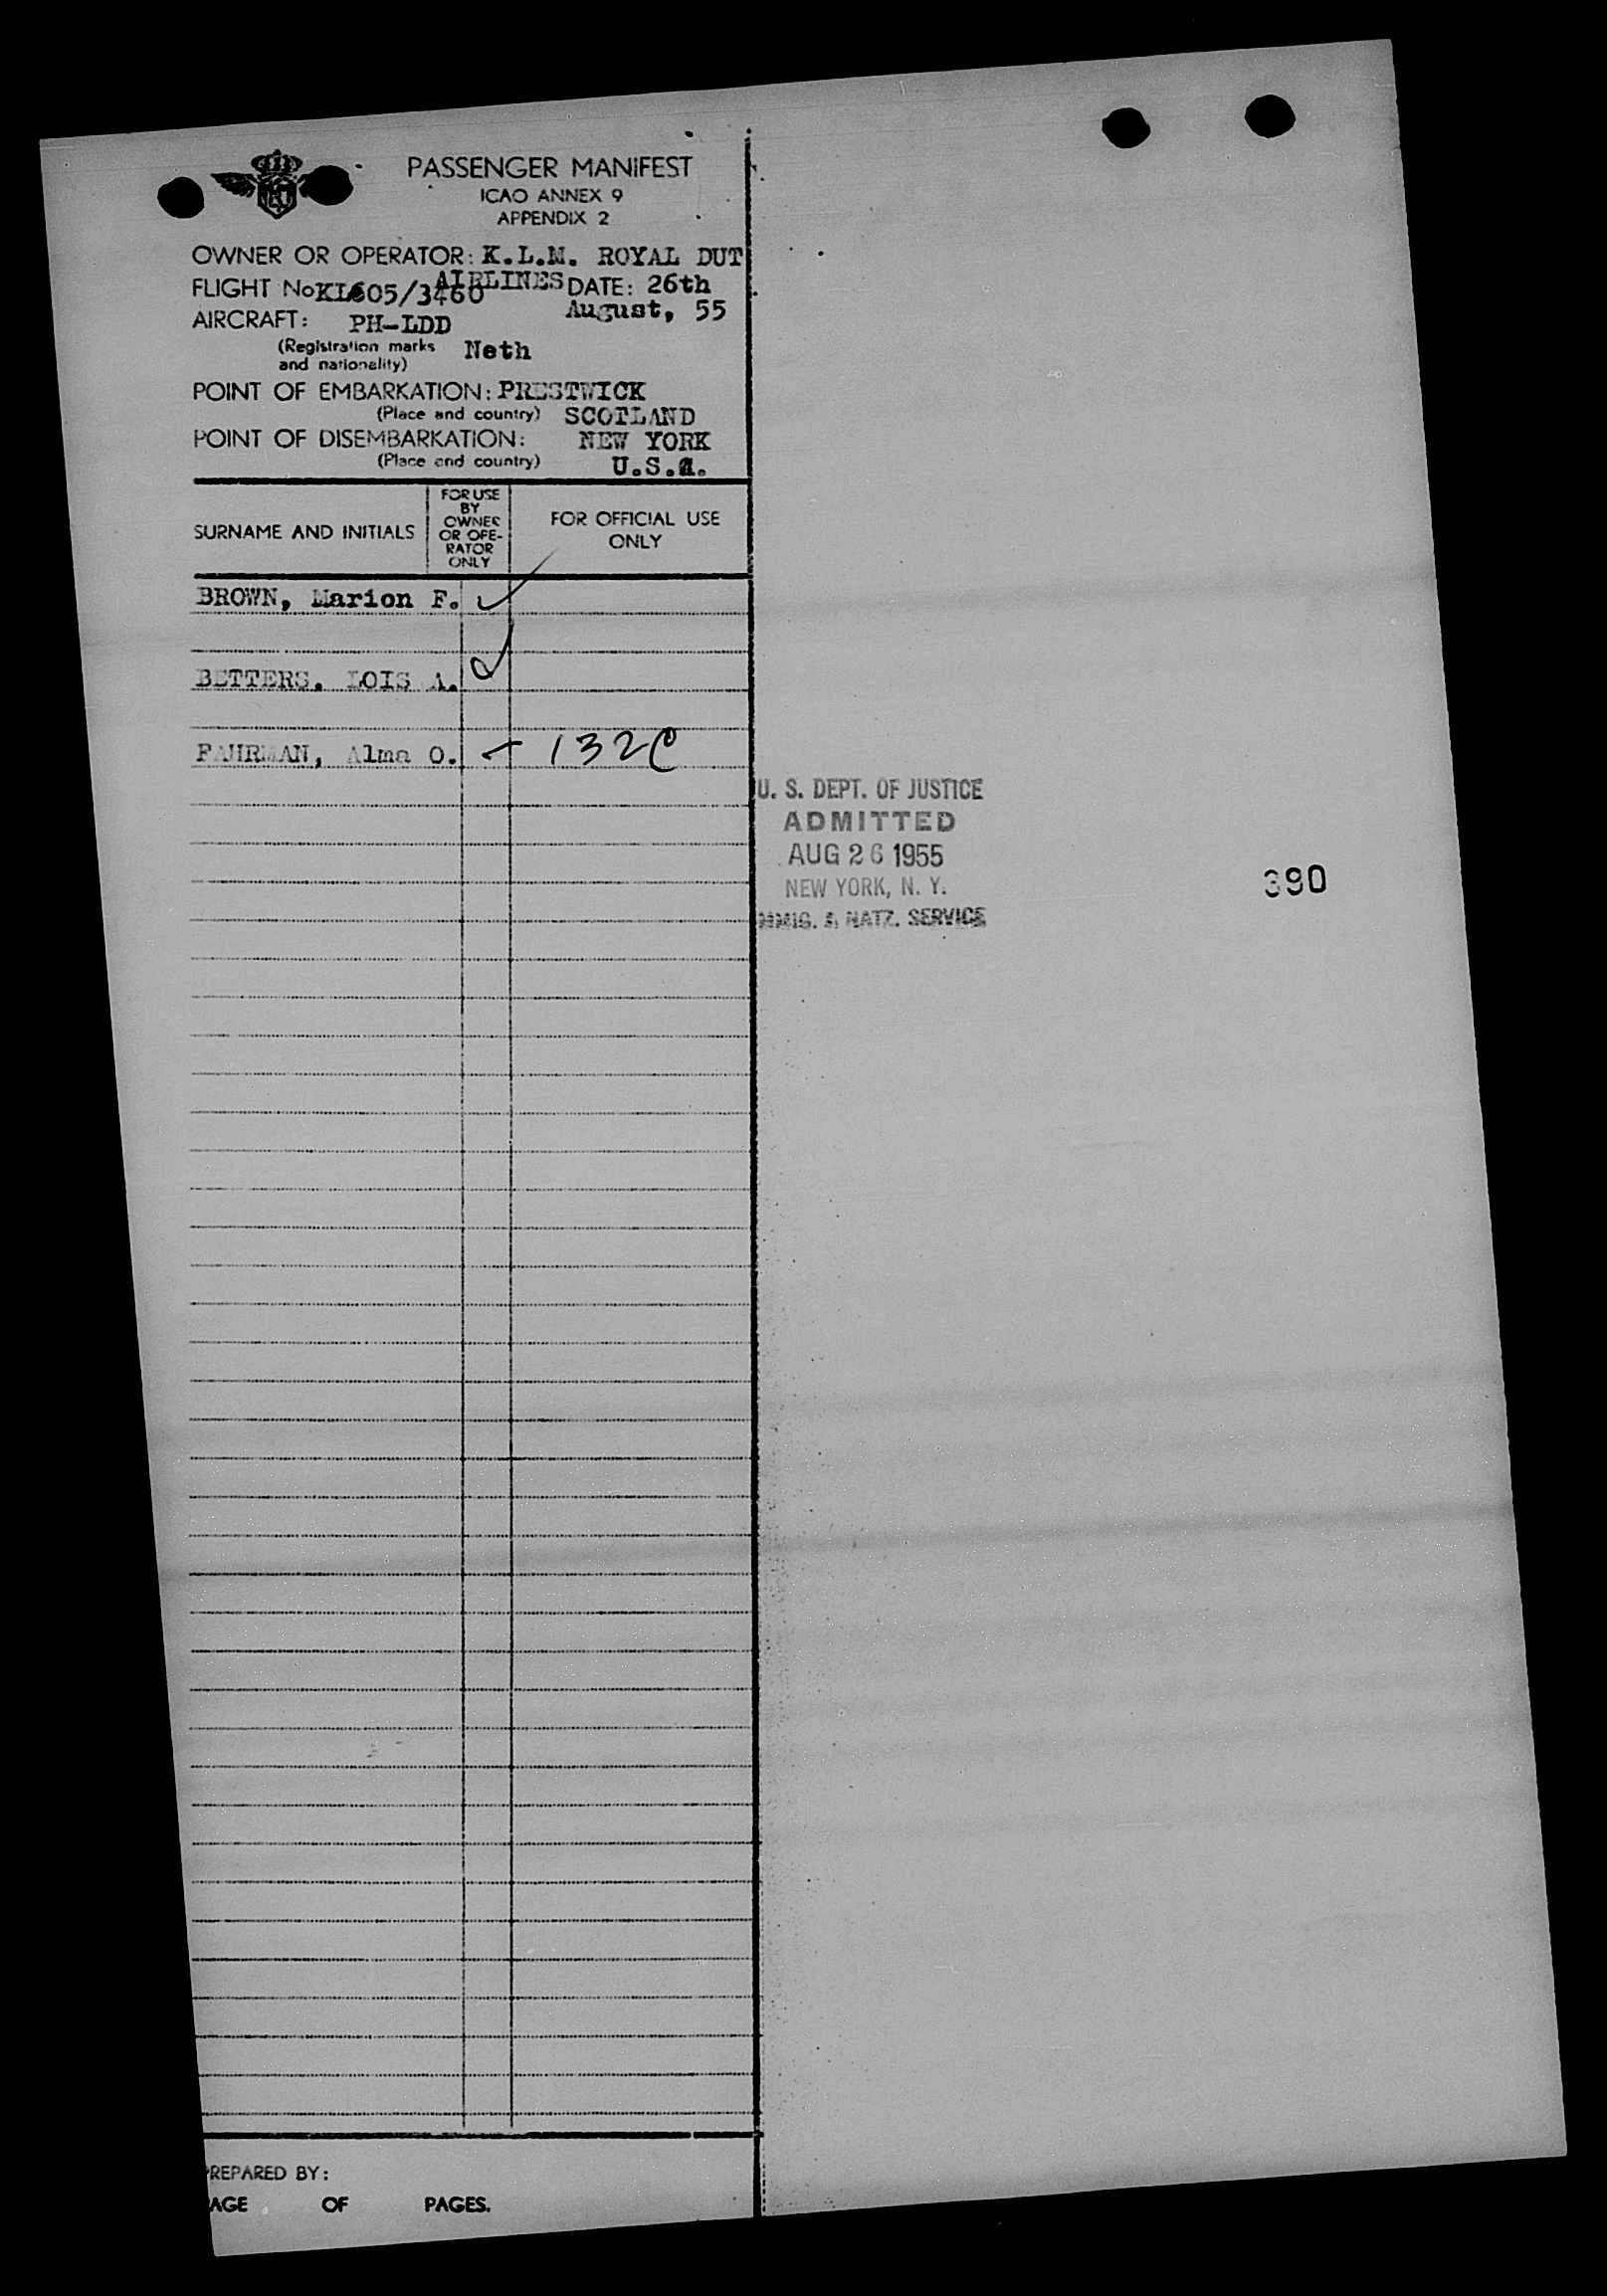 PASSENGER MANIFEST
ICAO ANNEX 9
APPENDIX 2
OWNER OR OPERATOR: K.L.M. ROYAL DUT
AIRLINES
FLIGHT No KL605/3460 DATE: 26th
August, 55
AIRCRAFT: PH-LDD
(Registration marks and nationality) Neth
POINT OF EMBARKATION: PRESTWICK
(Place and country) SCOTLAND
POINT OF DISEMBARKATION: NEW YORK
(Place and country) U.S.A.
SURNAME AND INITIALS
FOR USE
BY
OWNER
OR OPE-
RATOR
ONLY
FOR OFFICIAL USE
ONLY
BROWN, Marion F.
BETTERS. LOIS A.
FAHRMAN, Alma O. 132C
U. S. DEPT. OF JUSTICE
ADMITTED
AUG 26 1955
NEW YORK, N. Y.
IMMIG. & NATZ. SERVICE
390
PREPARED BY:
PAGE OF PAGES.